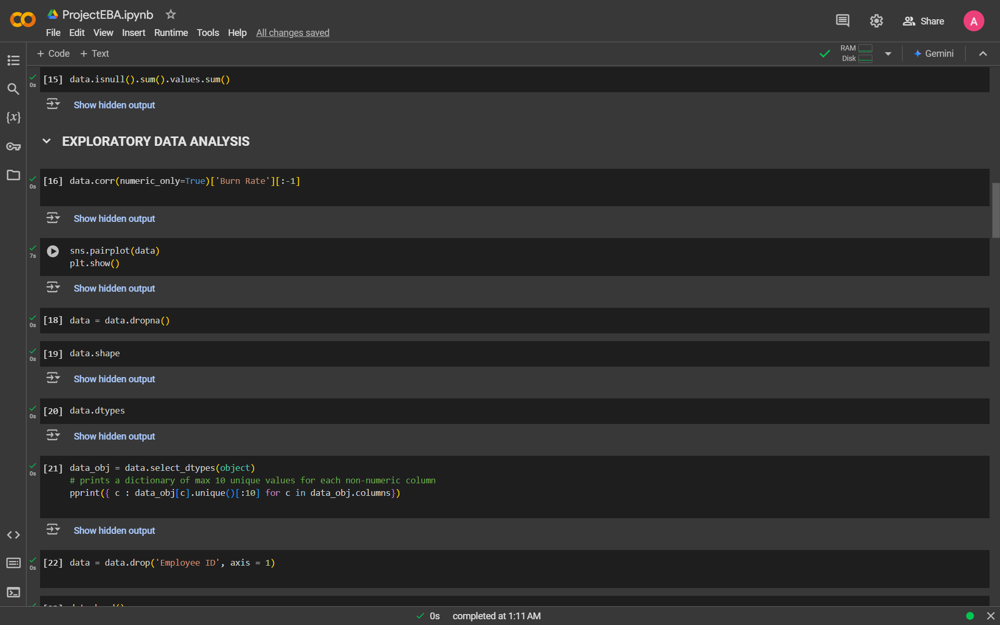 ProjectEBA.ipynb
File Edit View Insert Runtime Tools Help All changes saved
Share
A
+ Code + Text
RAM
Disk
Gemini
0s
[15] data.isnull().sum().values.sum()
Show hidden output
EXPLORATORY DATA ANALYSIS
0s
[16] data.corr(numeric_only=True)['Burn Rate'][:-1]
Show hidden output
7s
sns.pairplot(data)
plt.show()
Show hidden output
0s
[18] data = data.dropna()
0s
[19] data.shape
Show hidden output
0s
[20] data.dtypes
Show hidden output
0s
[21] data_obj = data.select_dtypes(object)
# prints a dictionary of max 10 unique values for each non-numeric column
pprint({ c : data_obj[c].unique()[:10] for c in data_obj.columns})
Show hidden output
0s
[22] data = data.drop('Employee ID', axis = 1)
0s completed at 1:11 AM